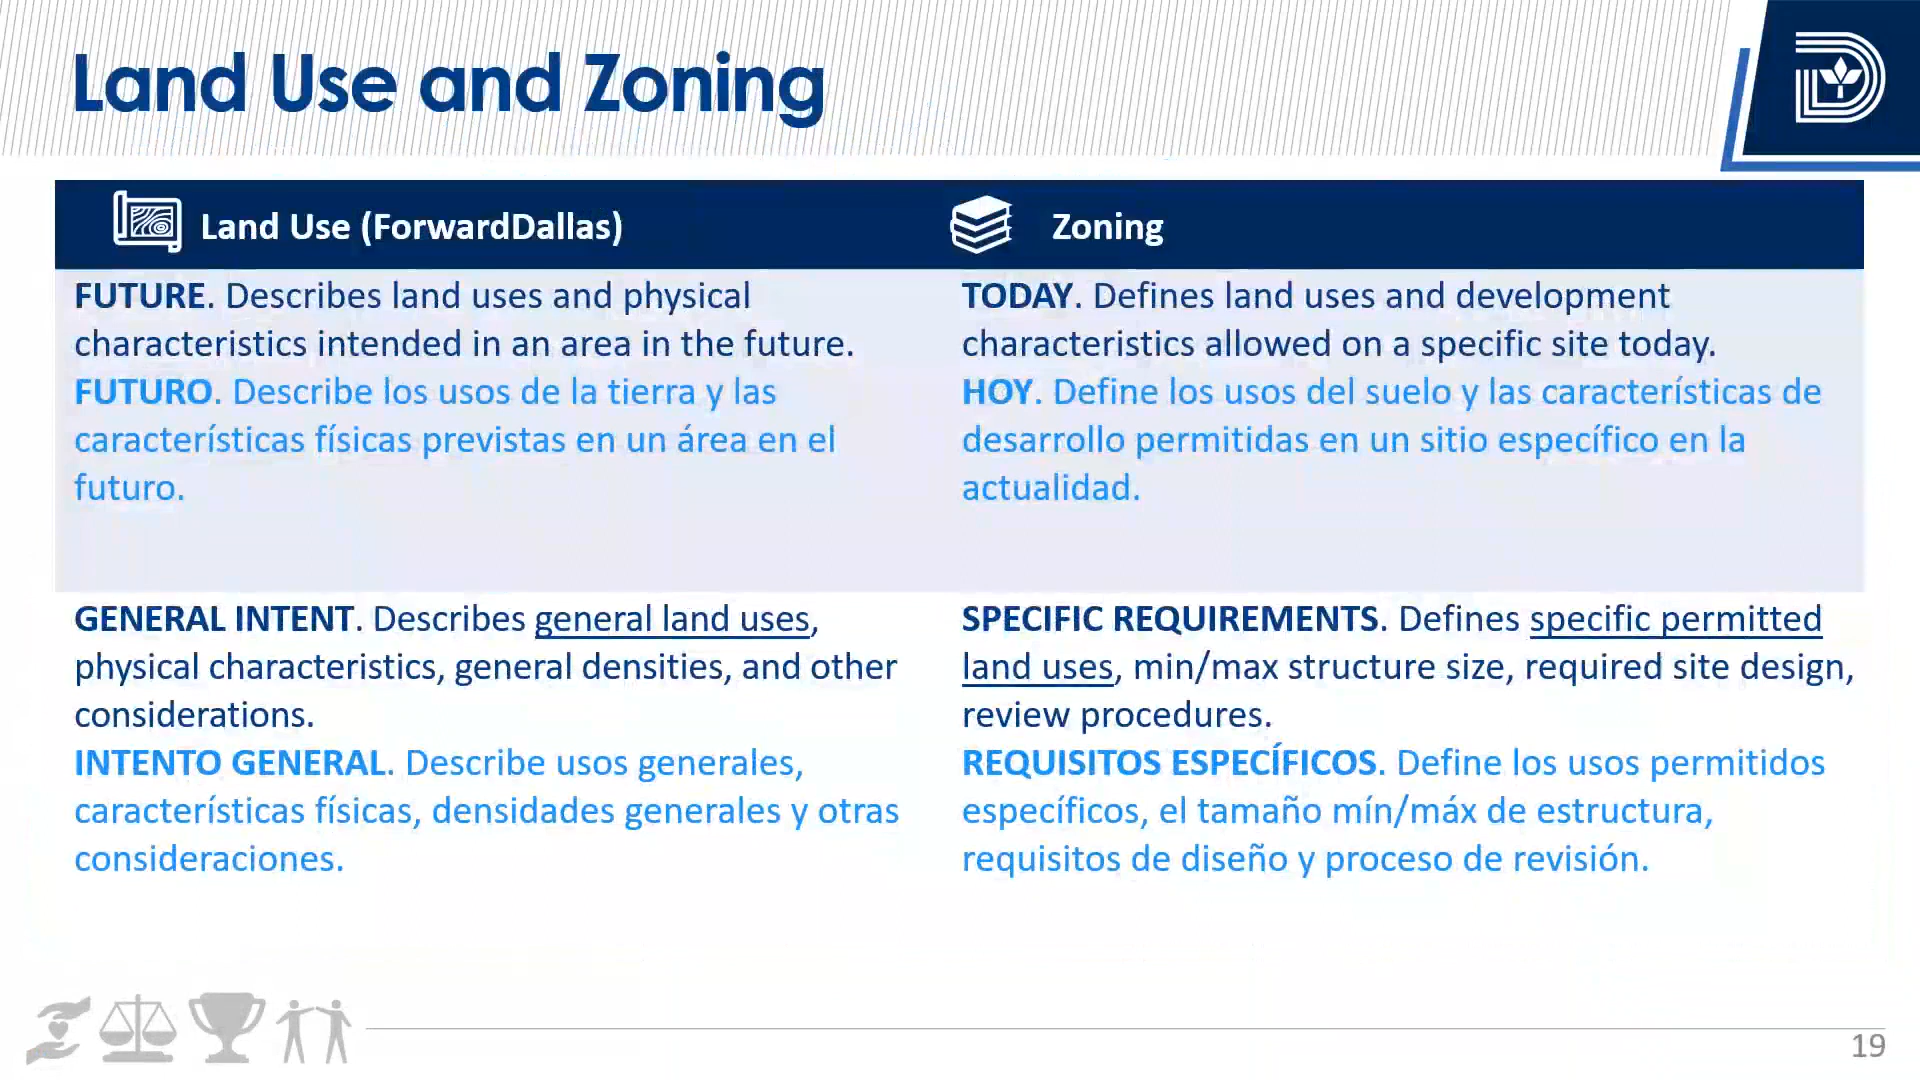 Land Use and Zoning
Land Use (ForwardDallas)
Zoning
FUTURE. Describes land uses and physical
characteristics intended in an area in the future.
FUTURO. Describe los usos de la tierra y las
características físicas previstas en un área en el
futuro.
TODAY. Defines land uses and development
characteristics allowed on a specific site today.
HOY. Define los usos del suelo y las características de
desarrollo permitidas en un sitio específico en la
actualidad.
GENERAL INTENT. Describes general land uses,
physical characteristics, general densities, and other
considerations.
INTENTO GENERAL. Describe usos generales,
características físicas, densidades generales y otras
consideraciones.
SPECIFIC REQUIREMENTS. Defines specific permitted
land uses, min/max structure size, required site design,
review procedures.
REQUISITOS ESPECÍFICOS. Define los usos permitidos
específicos, el tamaño mín/máx de estructura,
requisitos de diseño y proceso de revisión.
19